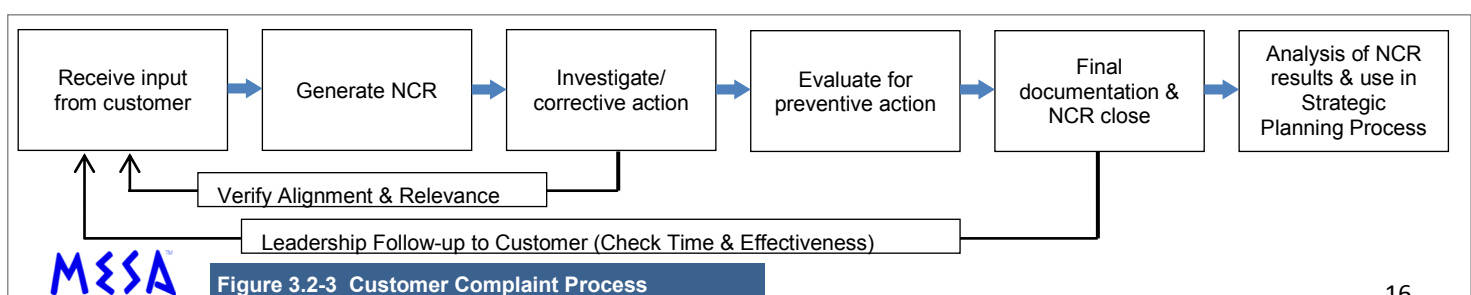 Receive input
from customer
Generate NCR
Investigate/
corrective action
Evaluate for
preventive action
Final
documentation &
NCR close
Analysis of NCR
results & use in
Strategic
Planning Process
Verify Alignment & Relevance
Leadership Follow-up to Customer (Check Time & Effectiveness)
MESA™
Figure 3.2-3 Customer Complaint Process
16